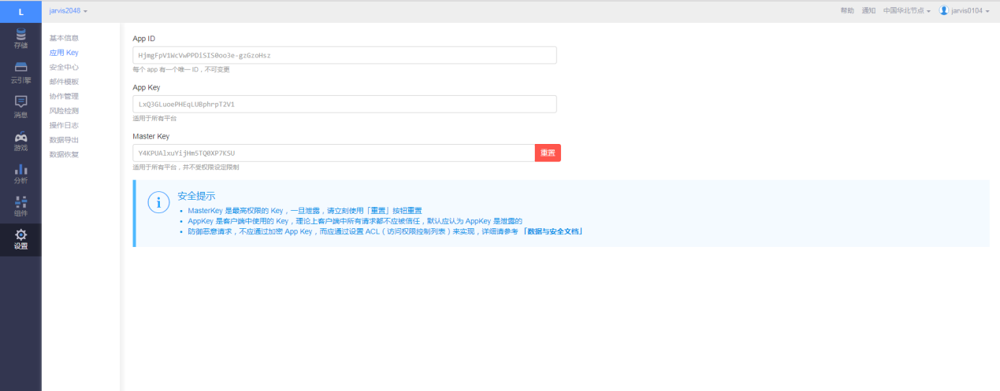 L
jarvis2048
帮助 通知 中国华北节点 jarvis0104
存储
云引擎
消息
游戏
分析
组件
设置
基本信息
应用 Key
安全中心
邮件模板
协作管理
风险检测
操作日志
数据导出
数据恢复
App ID
HjmgFpV1WcVwPPDiSIS0oo3e-gzGzoHsz
每个 app 有一个唯一 ID，不可变更
App Key
LxQ3GLuoePHEqLUBphrpT2V1
适用于所有平台
Master Key
Y4KPUAlxuYijHm5TQ0XP7K5U
重置
适用于所有平台，并不受权限设定限制
安全提示
MasterKey 是最高权限的 Key，一旦泄露，请立刻使用「重置」按钮重置
AppKey 是客户端中使用的 Key，理论上客户端中所有请求都不应被信任，默认应认为 AppKey 是泄露的
防御恶意请求，不应通过加密 App Key，而应通过设置 ACL（访问权限控制列表）来实现，详细请参考 「数据与安全文档」